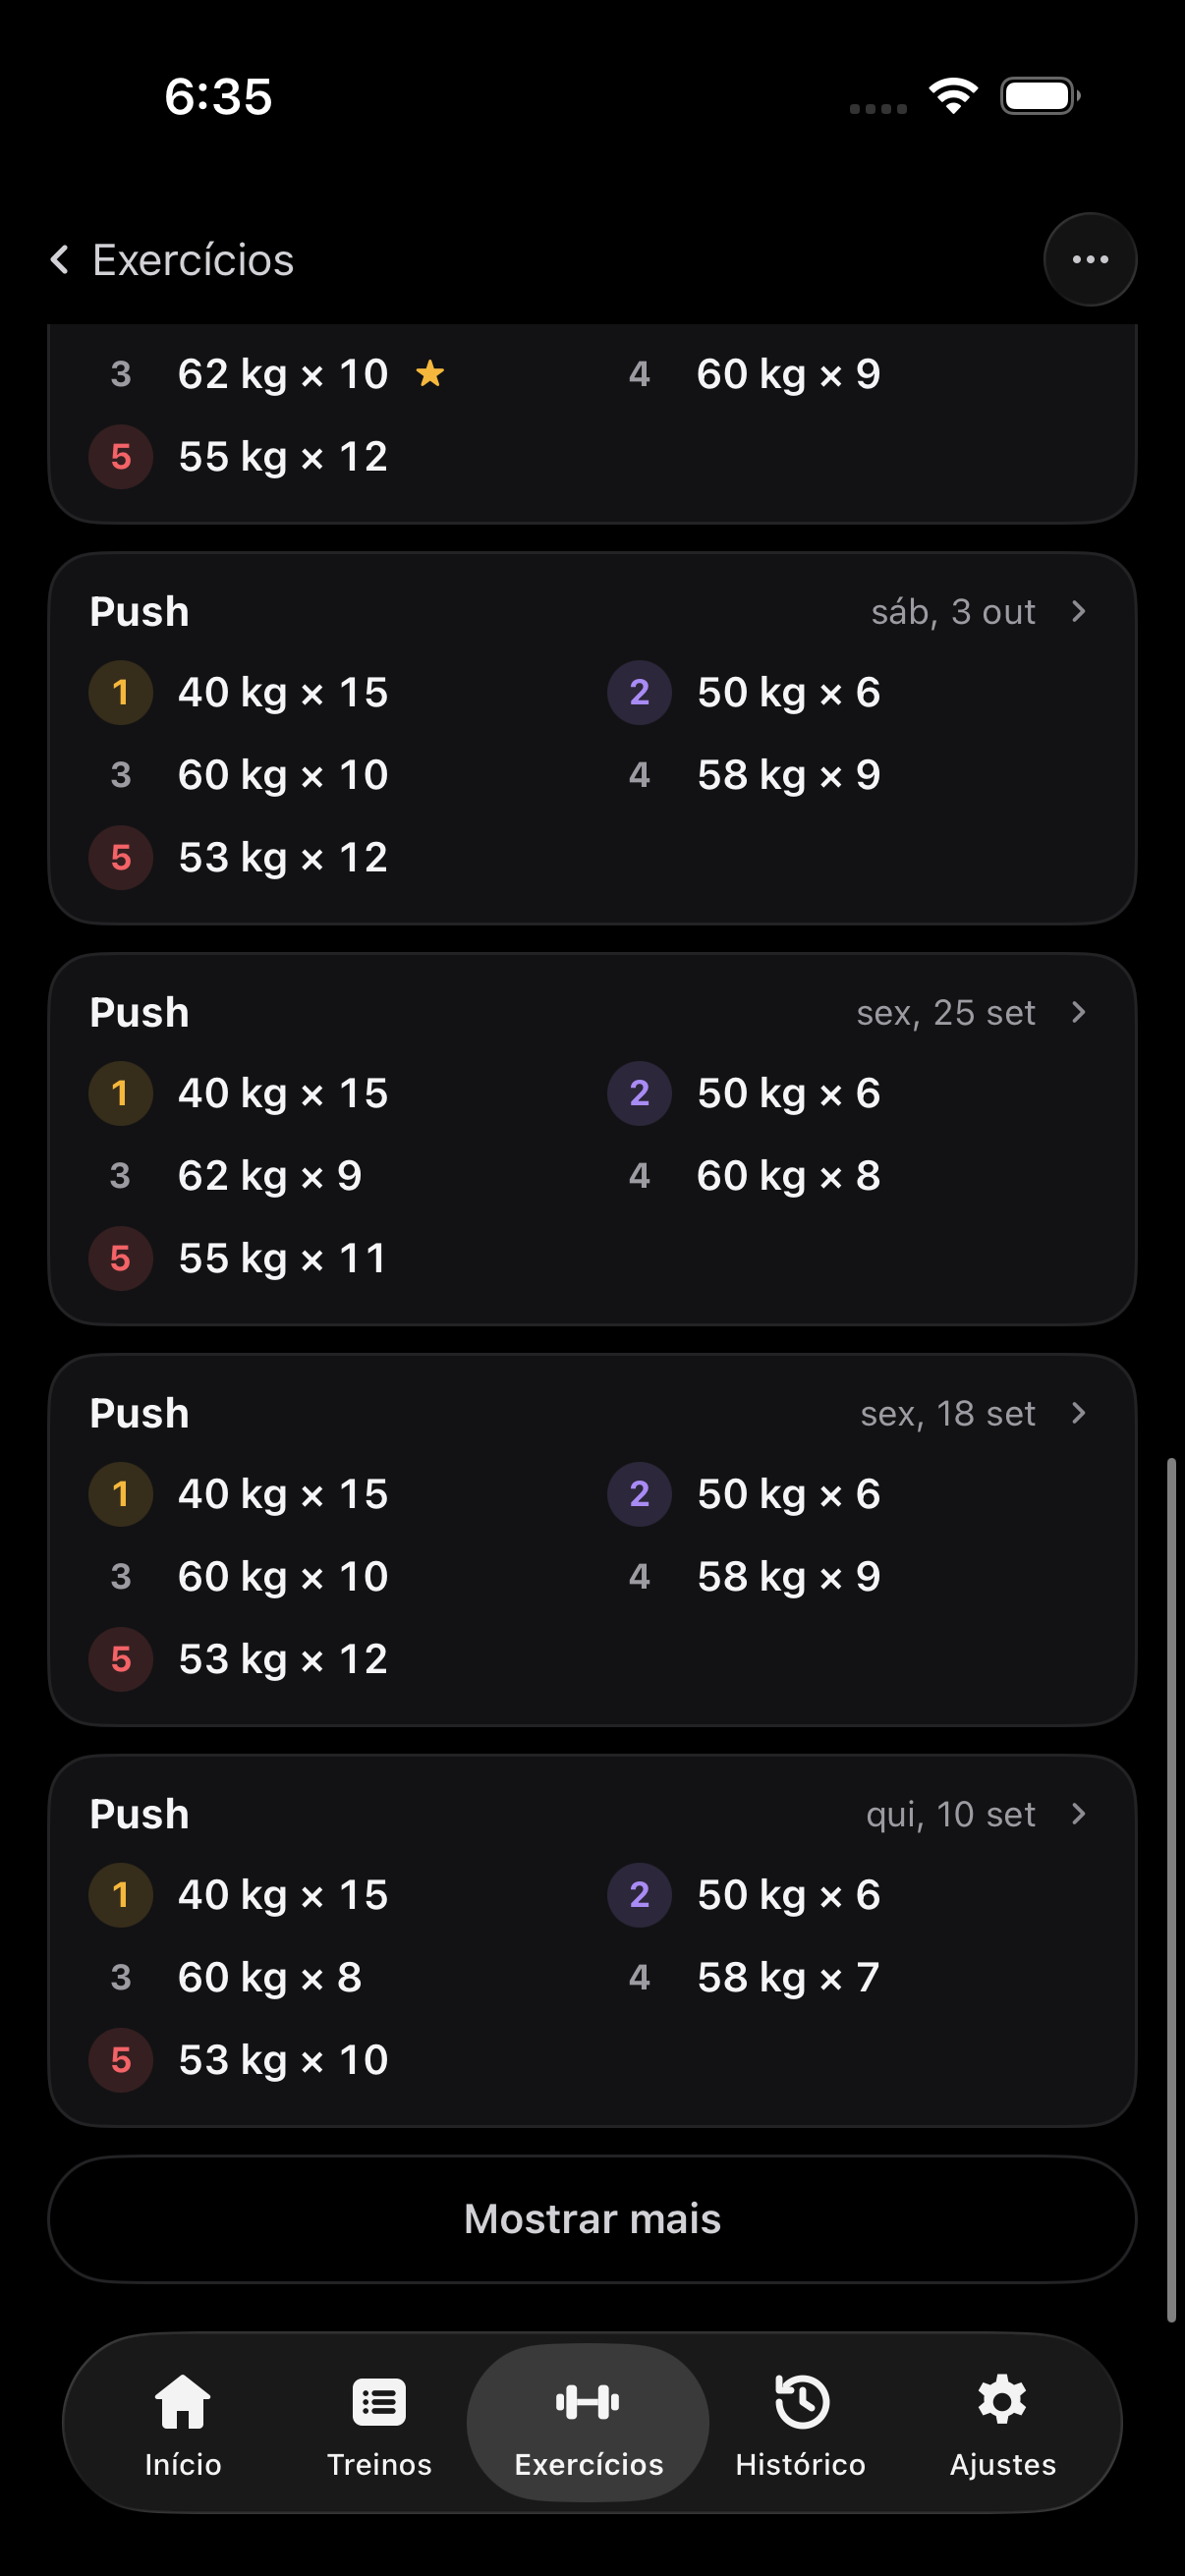 6:35
Exercícios
3 62 kg × 10 4 60 kg × 9
5 55 kg × 12
Push sáb, 3 out
1 40 kg × 15 2 50 kg × 6
3 60 kg × 10 4 58 kg × 9
5 53 kg × 12
Push sex, 25 set
1 40 kg × 15 2 50 kg × 6
3 62 kg × 9 4 60 kg × 8
5 55 kg × 11
Push sex, 18 set
1 40 kg × 15 2 50 kg × 6
3 60 kg × 10 4 58 kg × 9
5 53 kg × 12
Push qui, 10 set
1 40 kg × 15 2 50 kg × 6
3 60 kg × 8 4 58 kg × 7
5 53 kg × 10
Mostrar mais
Início Treinos Exercícios Histórico Ajustes